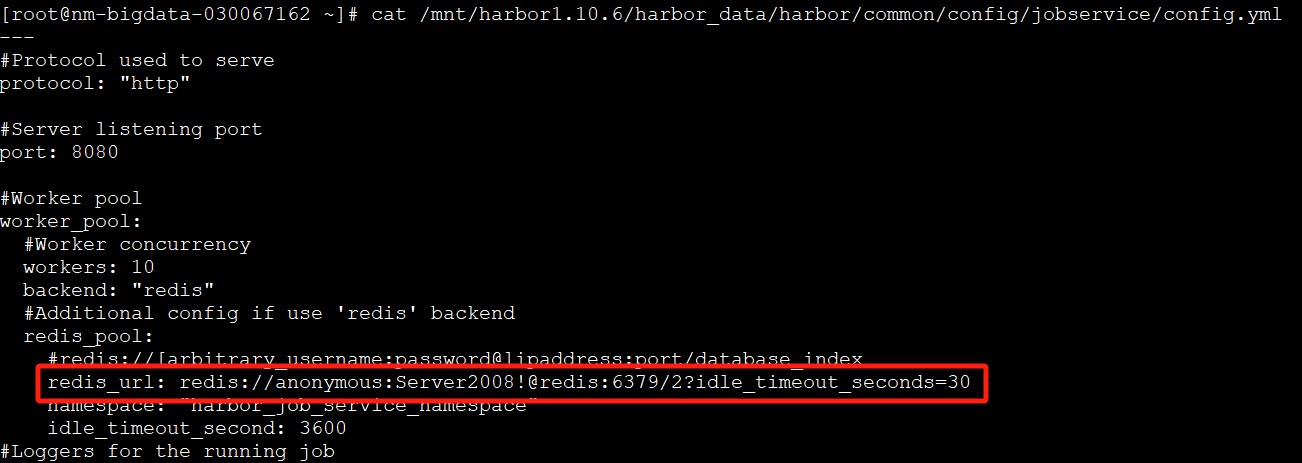 [root@nm-bigdata-030067162 ~]# cat /mnt/harbor1.10.6/harbor_data/harbor/common/config/jobservice/config.yml
---
#Protocol used to serve
protocol: "http"
#Server listening port
port: 8080
#Worker pool
worker_pool:
  #Worker concurrency
  workers: 10
  backend: "redis"
  #Additional config if use 'redis' backend
  redis_pool:
    #redis://[arbitrary_username:password@]ipaddress:port/database_index
    redis_url: redis://anonymous:Server2008!@redis:6379/2?idle_timeout_seconds=30
    namespace: "harbor_job_service_namespace"
    idle_timeout_second: 3600
#Loggers for the running job